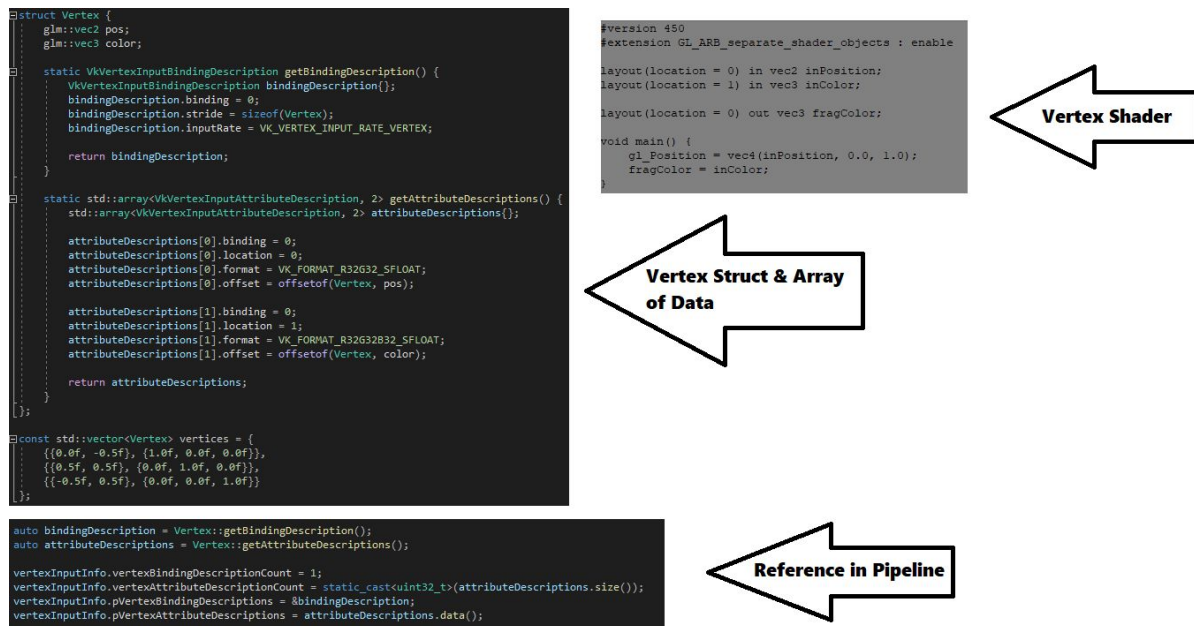 struct Vertex {
    glm::vec2 pos;
    glm::vec3 color;

    static VkVertexInputBindingDescription getBindingDescription() {
        VkVertexInputBindingDescription bindingDescription{};
        bindingDescription.binding = 0;
        bindingDescription.stride = sizeof(Vertex);
        bindingDescription.inputRate = VK_VERTEX_INPUT_RATE_VERTEX;

        return bindingDescription;
    }

    static std::array<VkVertexInputAttributeDescription, 2> getAttributeDescriptions() {
        std::array<VkVertexInputAttributeDescription, 2> attributeDescriptions{};

        attributeDescriptions[0].binding = 0;
        attributeDescriptions[0].location = 0;
        attributeDescriptions[0].format = VK_FORMAT_R32G32_SFLOAT;
        attributeDescriptions[0].offset = offsetof(Vertex, pos);

        attributeDescriptions[1].binding = 0;
        attributeDescriptions[1].location = 1;
        attributeDescriptions[1].format = VK_FORMAT_R32G32B32_SFLOAT;
        attributeDescriptions[1].offset = offsetof(Vertex, color);

        return attributeDescriptions;
    }
};

const std::vector<Vertex> vertices = {
    {{0.0f, -0.5f}, {1.0f, 0.0f, 0.0f}},
    {{0.5f, 0.5f}, {0.0f, 1.0f, 0.0f}},
    {{-0.5f, 0.5f}, {0.0f, 0.0f, 1.0f}}
};
#version 450
#extension GL_ARB_separate_shader_objects : enable

layout(location = 0) in vec2 inPosition;
layout(location = 1) in vec3 inColor;

layout(location = 0) out vec3 fragColor;

void main() {
    gl_Position = vec4(inPosition, 0.0, 1.0);
    fragColor = inColor;
}
Vertex Shader
Vertex Struct & Array
of Data
auto bindingDescription = Vertex::getBindingDescription();
auto attributeDescriptions = Vertex::getAttributeDescriptions();

vertexInputInfo.vertexBindingDescriptionCount = 1;
vertexInputInfo.vertexAttributeDescriptionCount = static_cast<uint32_t>(attributeDescriptions.size());
vertexInputInfo.pVertexBindingDescriptions = &bindingDescription;
vertexInputInfo.pVertexAttributeDescriptions = attributeDescriptions.data();
Reference in Pipeline